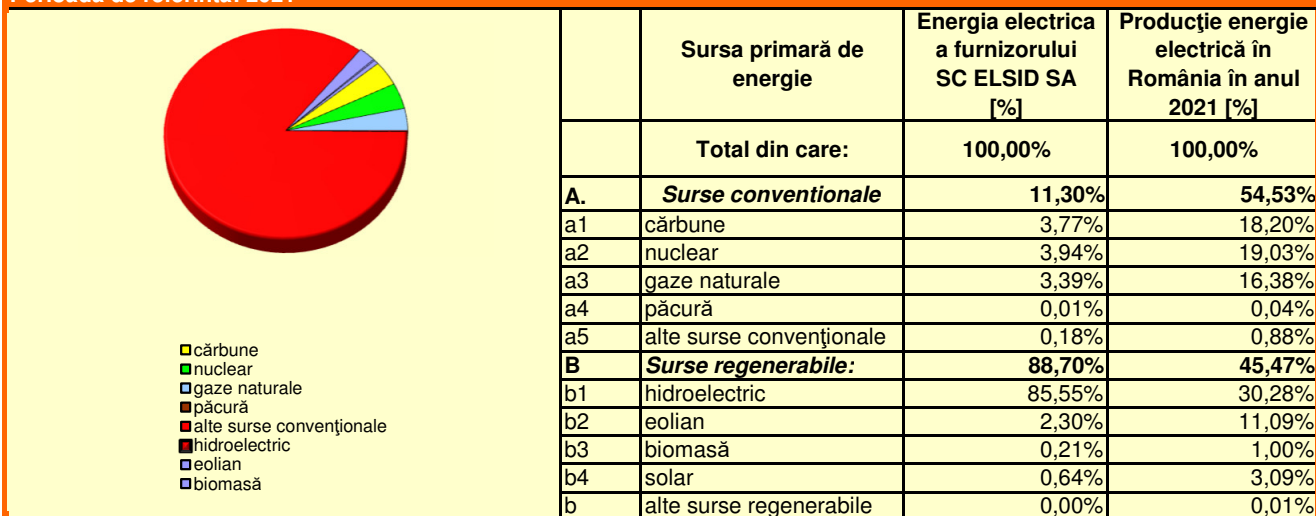 Sursa primară de energie
Energia electrica a furnizorului SC ELSID SA [%]
Producţie energie electrică în România în anul 2021 [%]
Total din care: 100,00% 100,00%
A. Surse conventionale 11,30% 54,53%
a1 cărbune 3,77% 18,20%
a2 nuclear 3,94% 19,03%
a3 gaze naturale 3,39% 16,38%
a4 păcură 0,01% 0,04%
a5 alte surse convenţionale 0,18% 0,88%
B Surse regenerabile: 88,70% 45,47%
b1 hidroelectric 85,55% 30,28%
b2 eolian 2,30% 11,09%
b3 biomasă 0,21% 1,00%
b4 solar 0,64% 3,09%
b alte surse regenerabile 0,00% 0,01%
cărbune
nuclear
gaze naturale
păcură
alte surse convenţionale
hidroelectric
eolian
biomasă